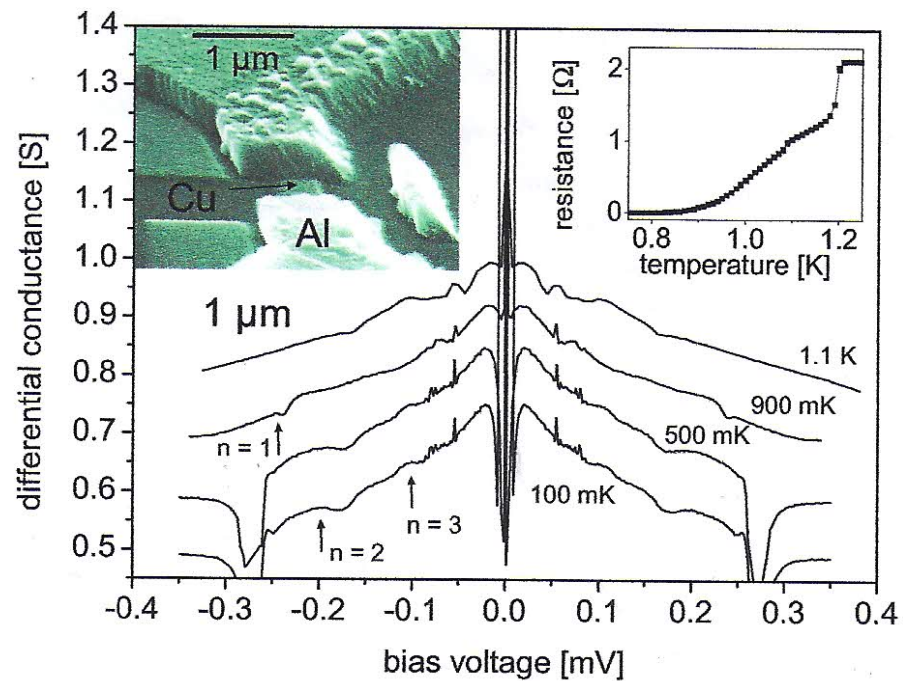 differential conductance [S]
1.4
1.3
1.2
1.1
1.0
0.9
0.8
0.7
0.6
0.5
1 µm
Cu
Al
resistance [Ω]
2
1
0
0.8
1.0
1.2
temperature [K]
1 µm
1.1 K
900 mK
500 mK
100 mK
n = 1
n = 2
n = 3
-0.4
-0.3
-0.2
-0.1
0.0
0.1
0.2
0.3
0.4
bias voltage [mV]